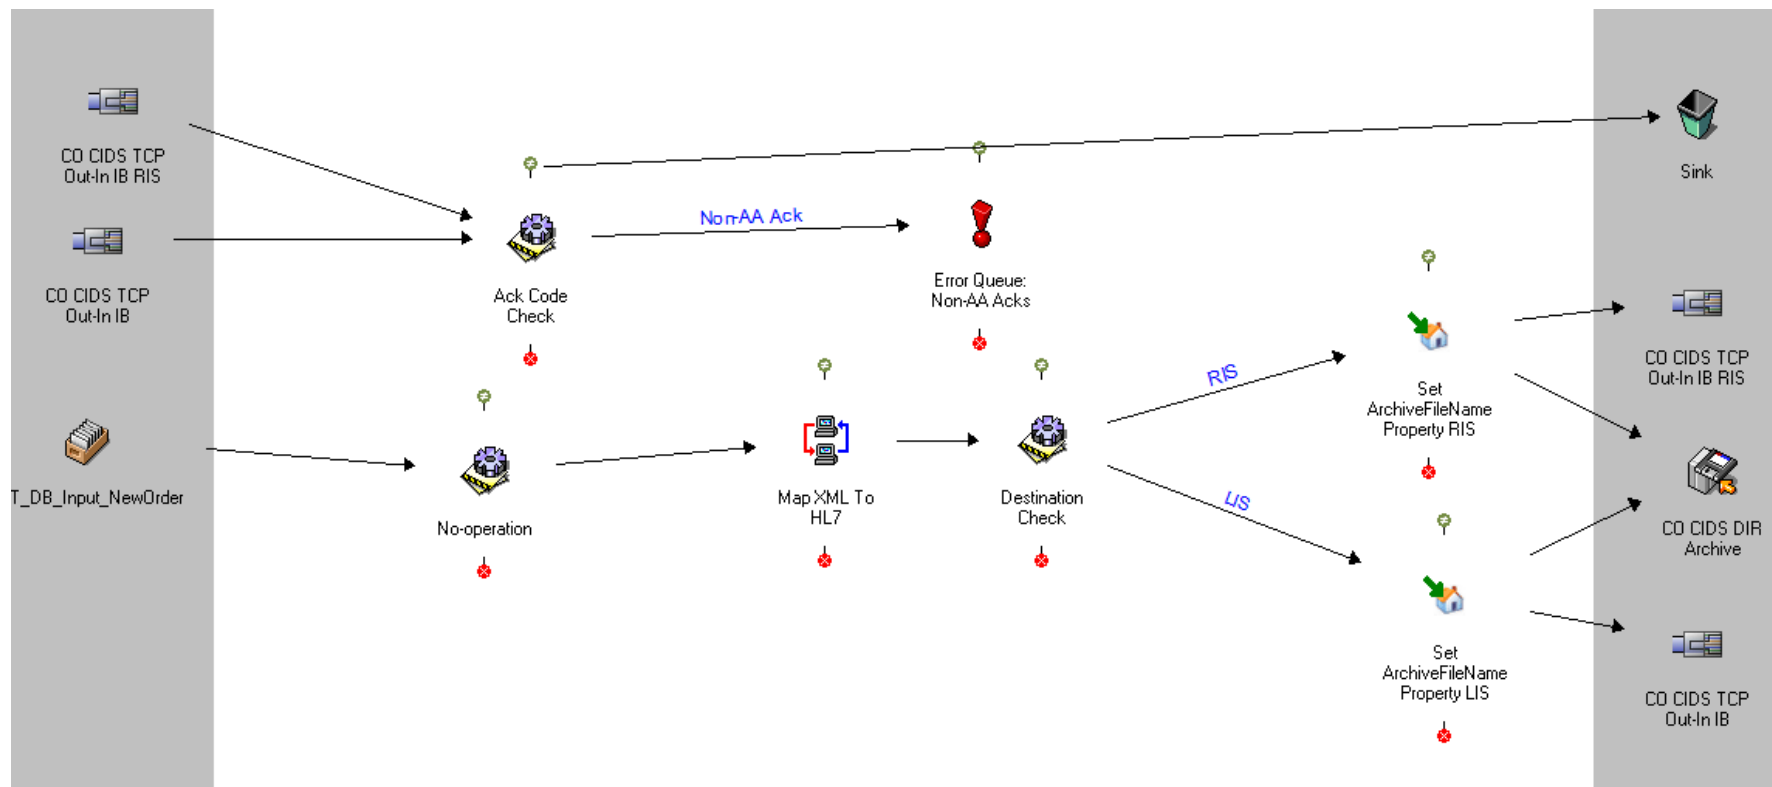 CO CIDS TCP
Out-In IB RIS
CO CIDS TCP
Out-In IB
T_DB_Input_NewOrder
Ack Code
Check
Non-AA Ack
Error Queue:
Non-AA Acks
No-operation
Map XML To
HL7
Destination
Check
RIS
LIS
Set
ArchiveFileName
Property RIS
Set
ArchiveFileName
Property LIS
Sink
CO CIDS TCP
Out-In IB RIS
CO CIDS DIR
Archive
CO CIDS TCP
Out-In IB